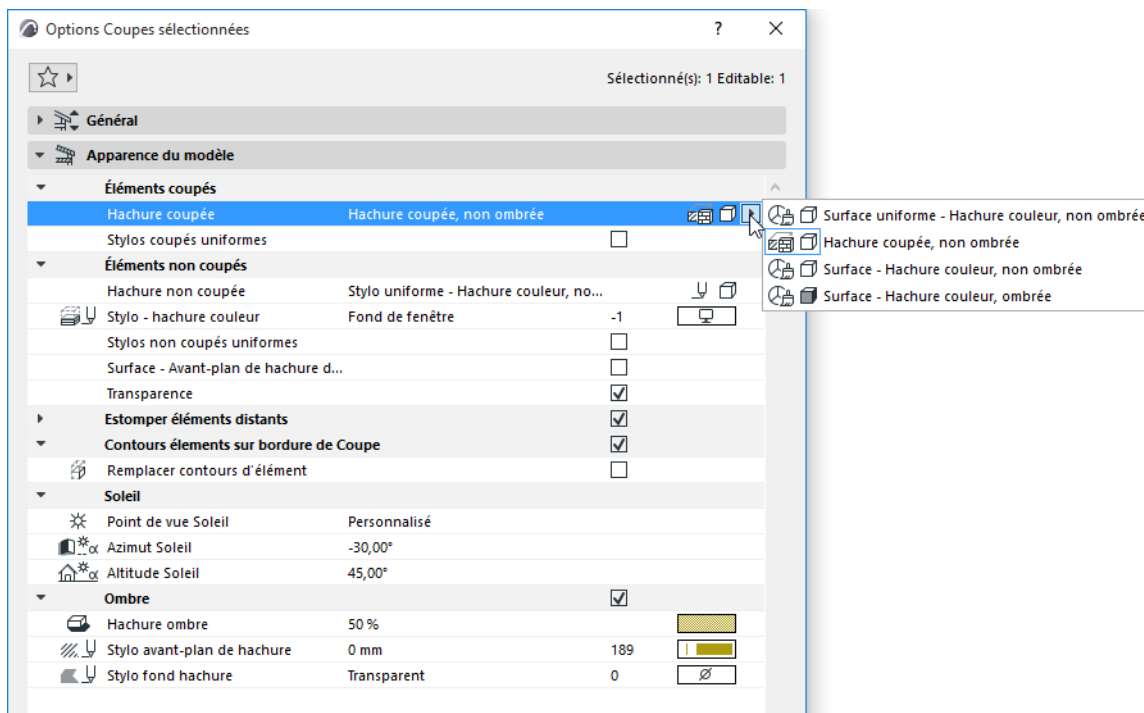 Options Coupes sélectionnées ?
Sélectionné(s): 1 Editable: 1
Général
Apparence du modèle
Éléments coupés
Hachure coupée Hachure coupée, non ombrée
Surface uniforme - Hachure couleur, non ombrée
Hachure coupée, non ombrée
Surface - Hachure couleur, non ombrée
Surface - Hachure couleur, ombrée
Stylos coupés uniformes
Éléments non coupés
Hachure non coupée Stylo uniforme - Hachure couleur, no...
Stylo - hachure couleur Fond de fenêtre -1
Stylos non coupés uniformes
Surface - Avant-plan de hachure d...
Transparence
Estomper éléments distants
Contours élements sur bordure de Coupe
Remplacer contours d'élément
Soleil
Point de vue Soleil Personnalisé
α Azimut Soleil -30,00°
α Altitude Soleil 45,00°
Ombre
Hachure ombre 50 %
Stylo avant-plan de hachure 0 mm 189
Stylo fond hachure Transparent 0